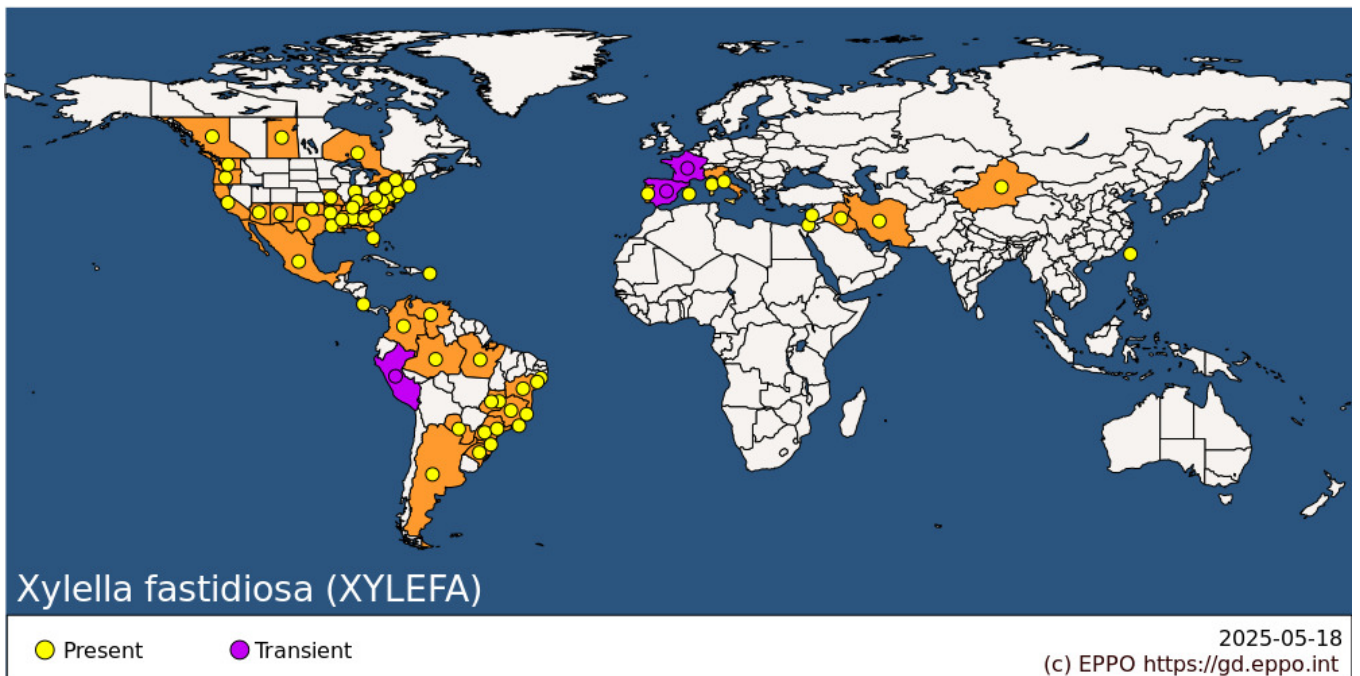 Xylella fastidiosa (XYLEFA)
Present
Transient
2025-05-18
(c) EPPO https://gd.eppo.int